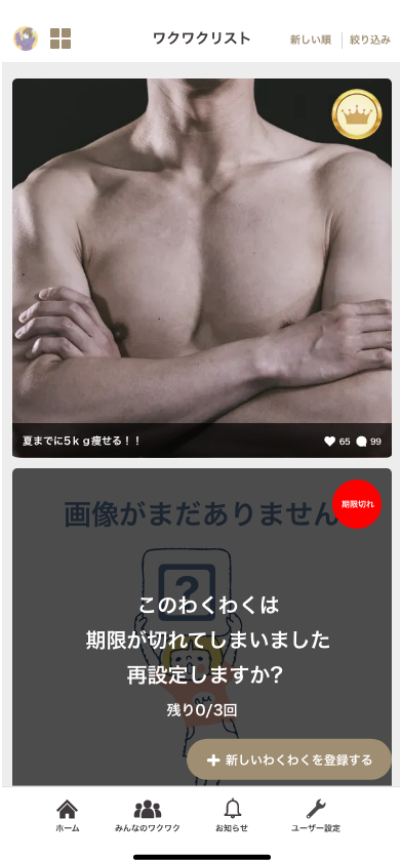 ワクワクリスト
新しい順
絞り込み
夏までに5ｋｇ痩せる！！
65
99
画像がまだありません
期限切れ
?
このわくわくは
期限が切れてしまいました
再設定しますか?
残り0/3回
+ 新しいわくわくを登録する
ホーム
みんなのワクワク
お知らせ
ユーザー設定